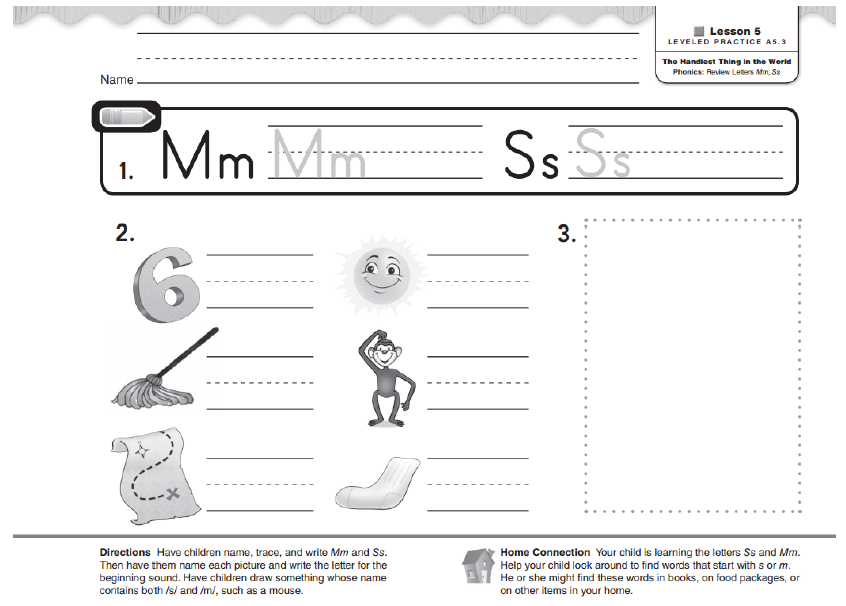 Lesson 5
LEVELED PRACTICE A5.3
The Handiest Thing in the World
Phonics: Review Letters Mm, Ss
Name
1. Mm Mm Ss Ss
2.
3.
6
Directions Have children name, trace, and write Mm and Ss.
Then have them name each picture and write the letter for the
beginning sound. Have children draw something whose name
contains both /s/ and /m/, such as a mouse.
Home Connection Your child is learning the letters Ss and Mm.
Help your child look around to find words that start with s or m.
He or she might find these words in books, on food packages, or
on other items in your home.